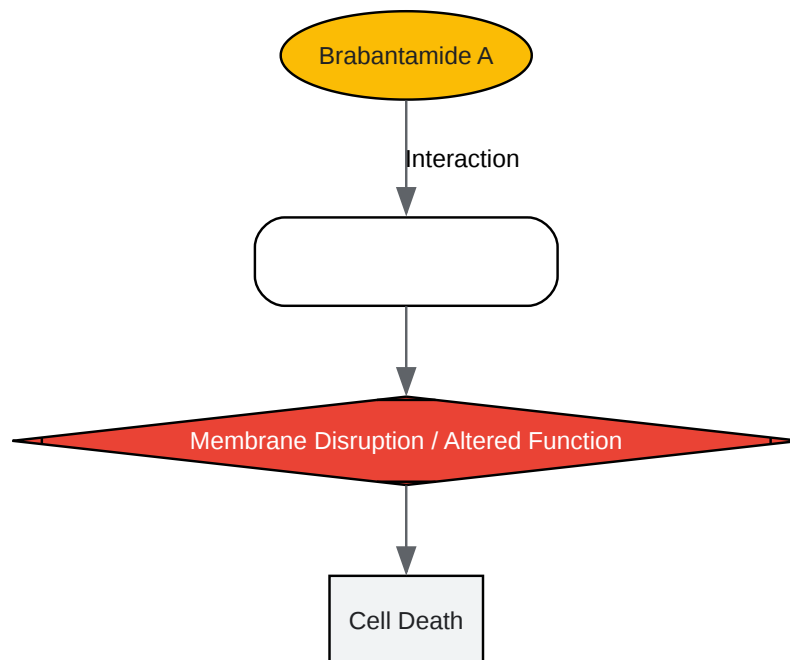 Brabantamide A
Interaction
Membrane Disruption / Altered Function
Cell Death